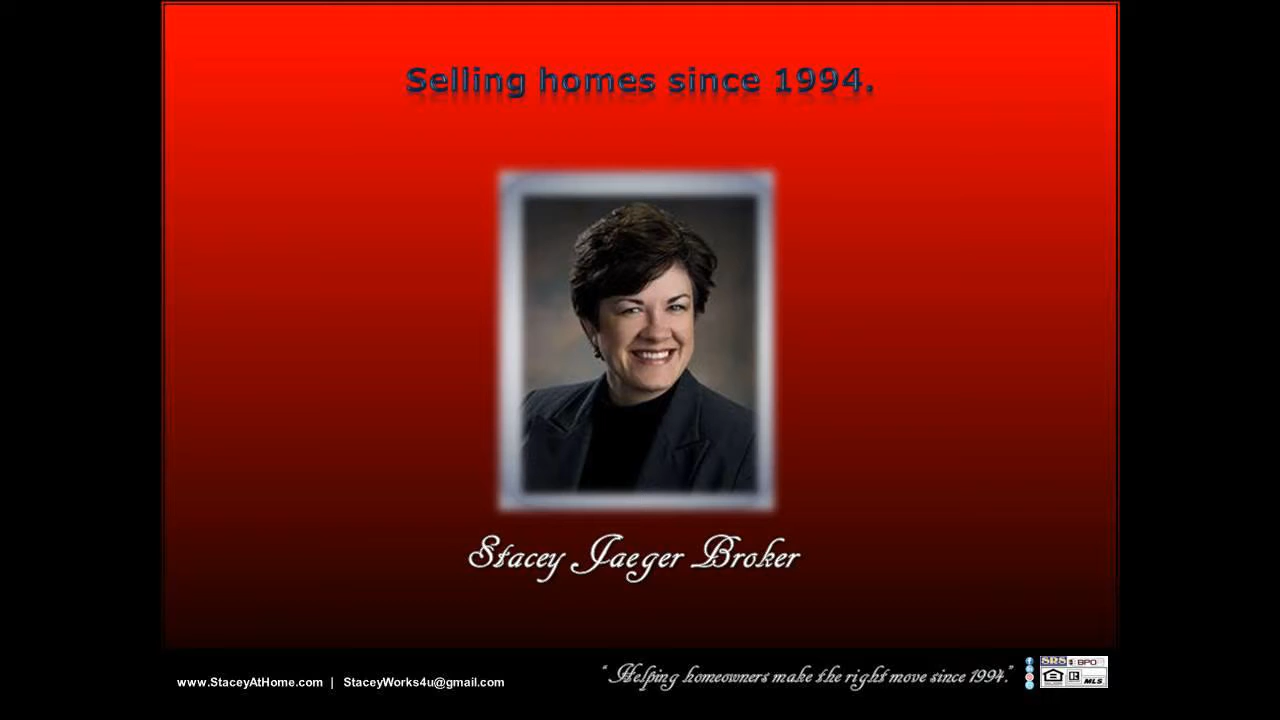 Selling homes since 1994.
Stacey Jaeger Broker
www.StaceyAtHome.com | StaceyWorks4u@gmail.com
“ Helping homeowners make the right move since 1994.”
SRS BPO
R MLS